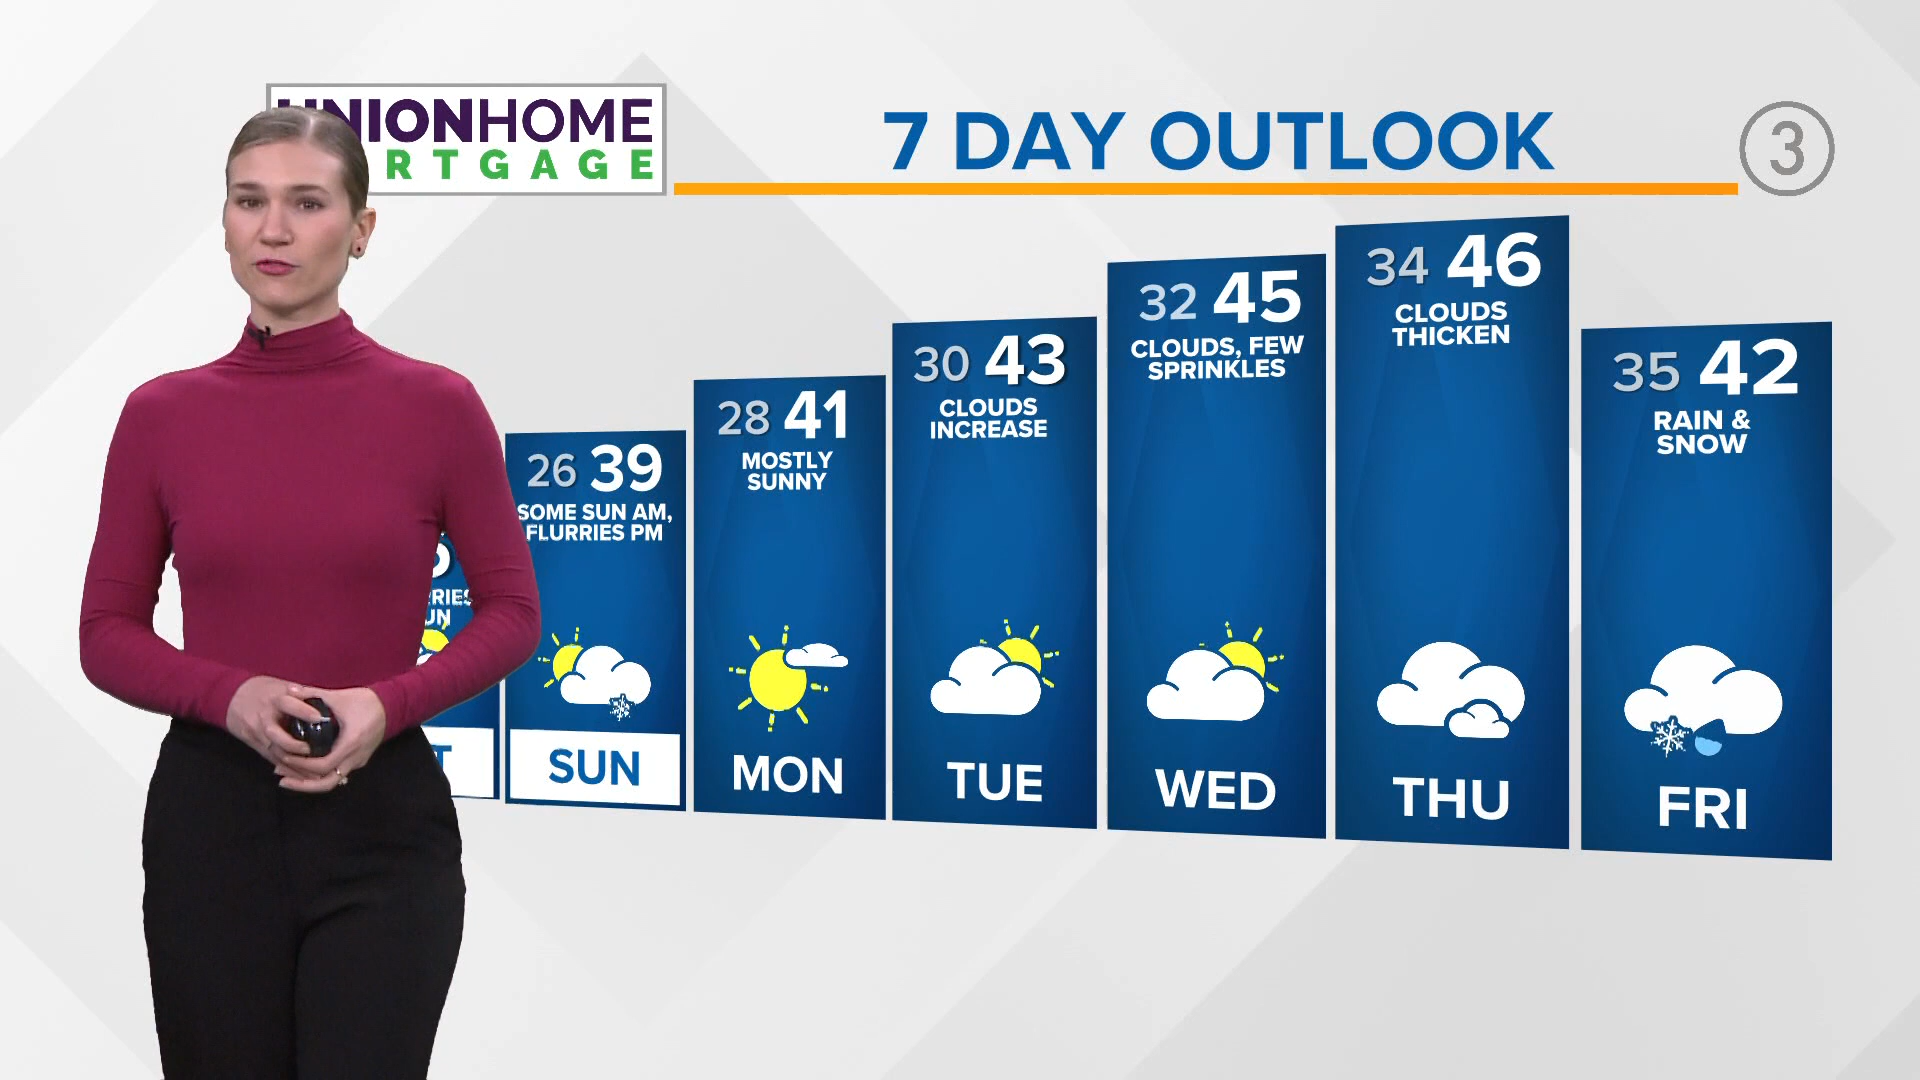 UNIONHOME
RTGAGE
7 DAY OUTLOOK
3
26 39
SOME SUN AM,
FLURRIES PM
SUN
28 41
MOSTLY
SUNNY
MON
30 43
CLOUDS
INCREASE
TUE
32 45
CLOUDS, FEW
SPRINKLES
WED
34 46
CLOUDS
THICKEN
THU
35 42
RAIN &
SNOW
FRI